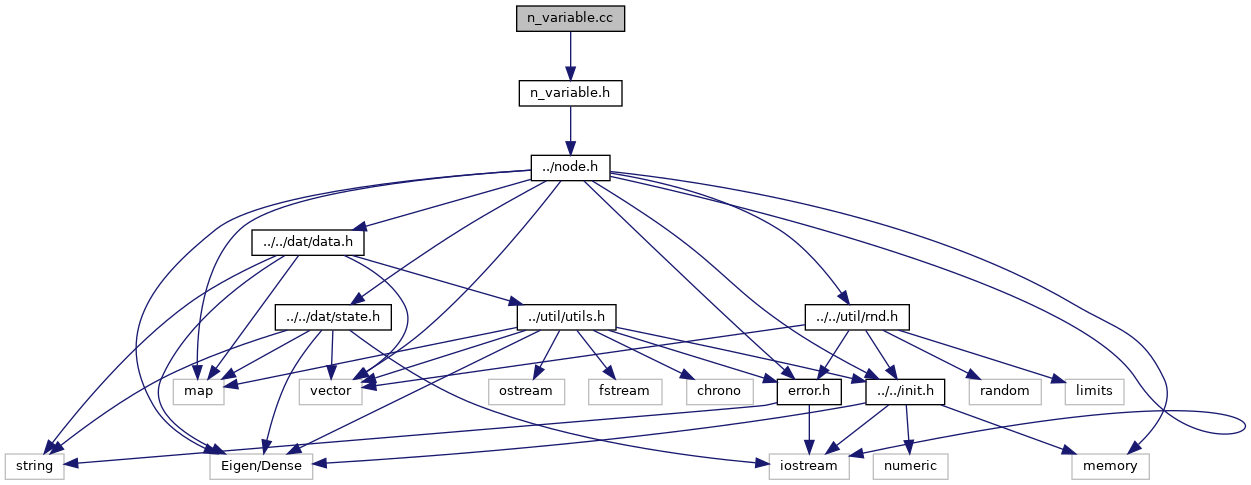 n_variable.cc
n_variable.h
../node.h
../../dat/data.h
../../dat/state.h
../util/utils.h
../../util/rnd.h
map
vector
ostream
fstream
chrono
error.h
../../init.h
random
limits
string
Eigen/Dense
iostream
numeric
memory